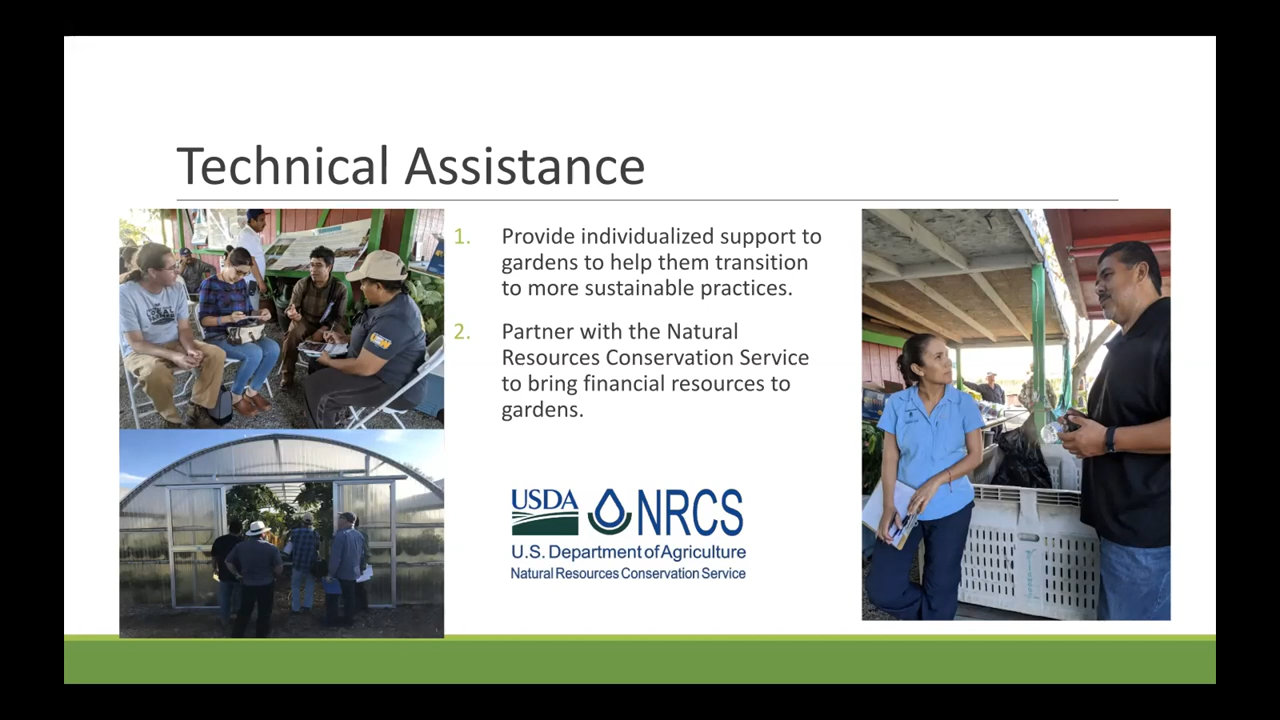 Technical Assistance
1. Provide individualized support to
gardens to help them transition
to more sustainable practices.
2. Partner with the Natural
Resources Conservation Service
to bring financial resources to
gardens.
USDA NRCS
U.S. Department of Agriculture
Natural Resources Conservation Service